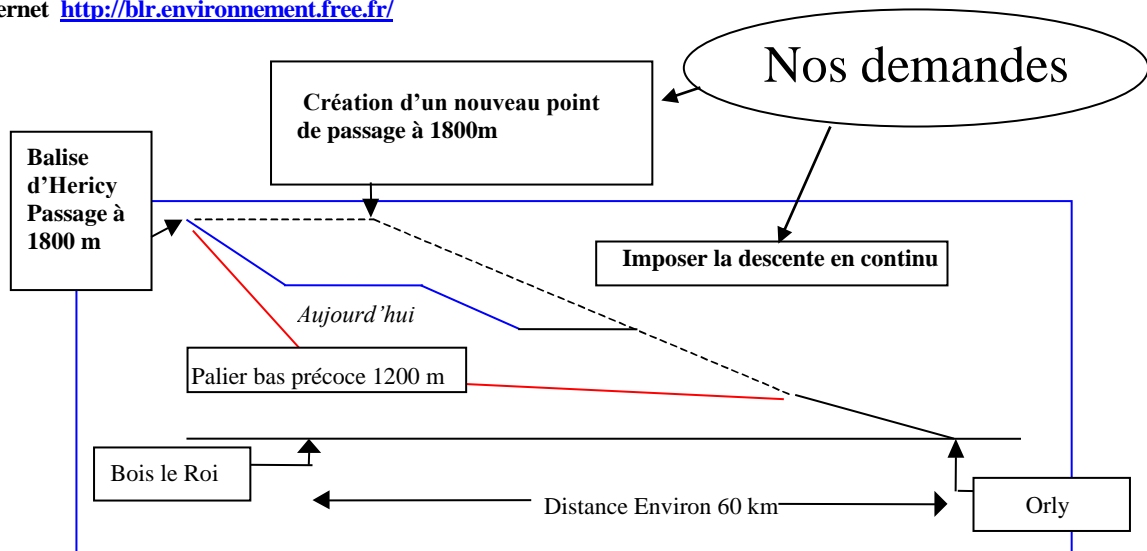 ernet http://blr.environnement.free.fr/
Nos demandes
Création d’un nouveau point
de passage à 1800m
Balise
d’Hericy
Passage à
1800 m
Imposer la descente en continu
Aujourd’hui
Palier bas précoce 1200 m
Bois le Roi
Distance Environ 60 km
Orly